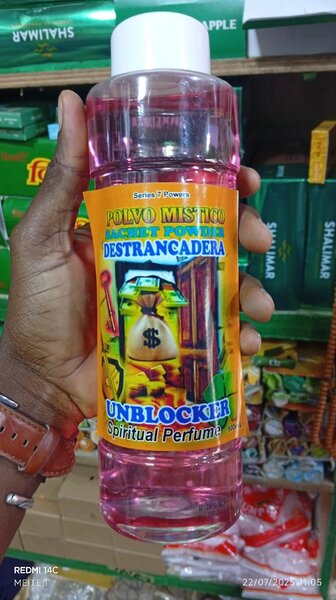 SHALIMAR
APPLE
Series 7 Powers
POLVO MISTICO
SACHET POWDER
DESTRANCADERA
$
UNBLOCKER
Spiritual Perfume
SHALIMAR
SHALIMAR
REDMI 14C
22/07/2025 11:05